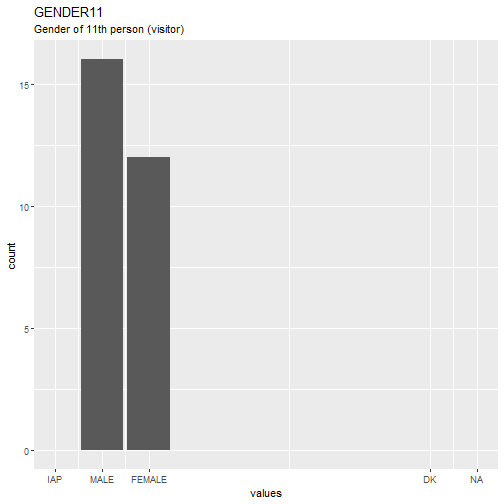 GENDER11
Gender of 11th person (visitor)
count
15
10
5
0
IAP MALE FEMALE DK NA
values